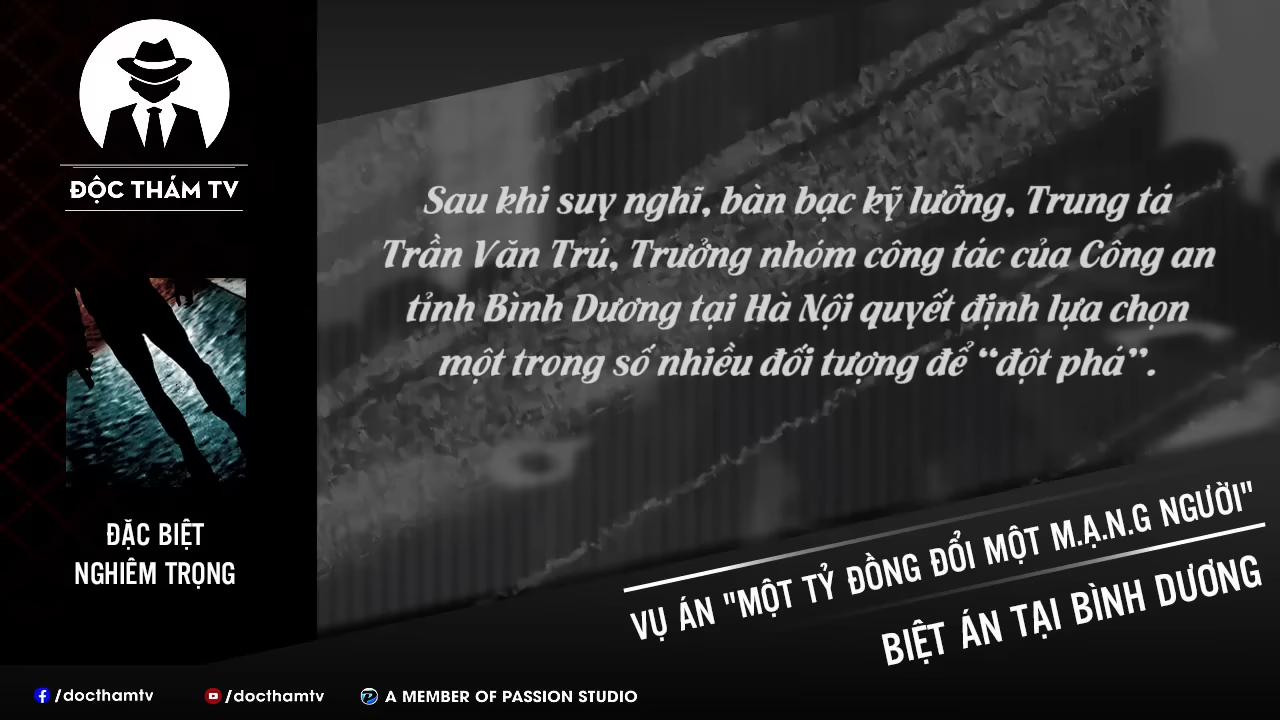 ĐỘC THÁM TV
ĐẶC BIỆT
NGHIÊM TRỌNG
Sau khi suy nghĩ, bàn bạc kỹ lưỡng, Trung tá
Trần Văn Trú, Trưởng nhóm công tác của Công an
tỉnh Bình Dương tại Hà Nội quyết định lựa chọn
một trong số nhiều đối tượng để “đột phá”.
VỤ ÁN "MỘT TỶ ĐỒNG ĐỔI MỘT M.Ạ.N.G NGƯỜI"
BIỆT ÁN TẠI BÌNH DƯƠNG
/docthamtv
/docthamtv
A MEMBER OF PASSION STUDIO